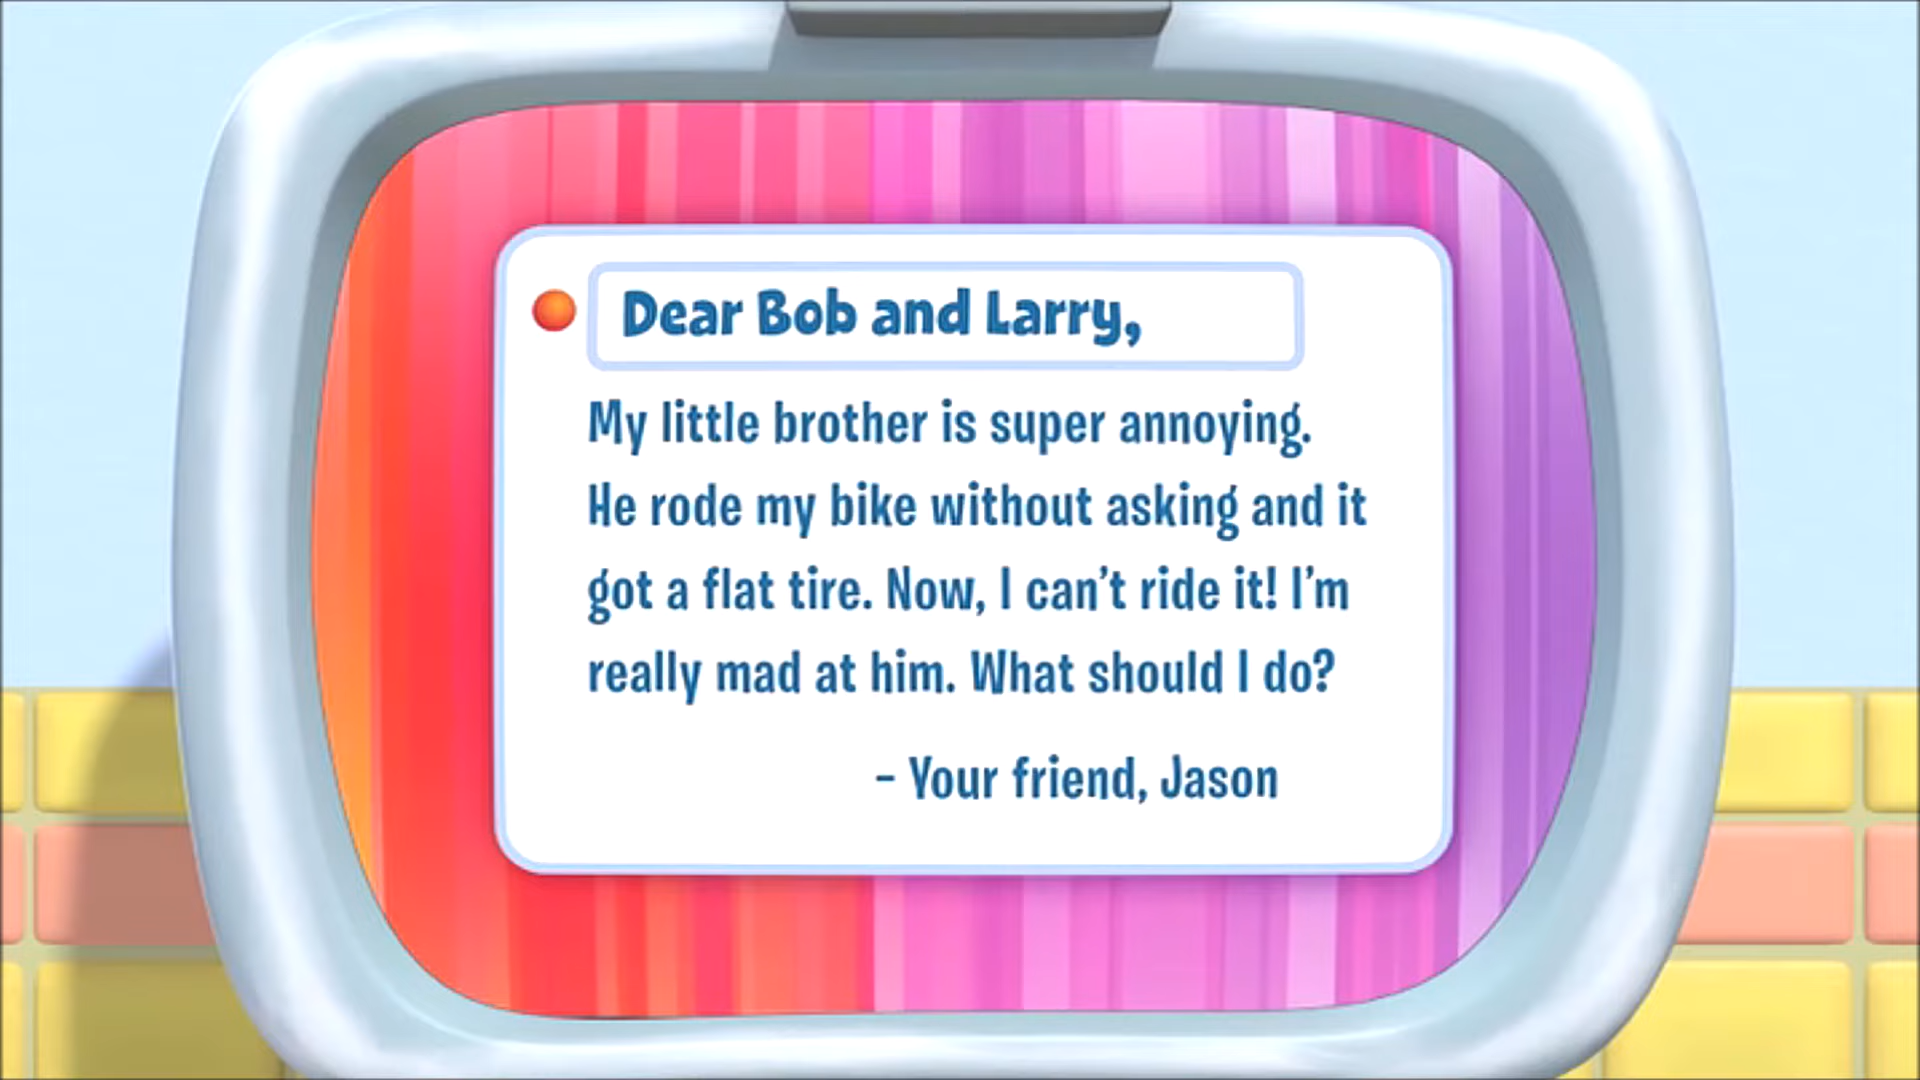 Dear Bob and Larry,
My little brother is super annoying.
He rode my bike without asking and it
got a flat tire. Now, I can’t ride it! I’m
really mad at him. What should I do?
- Your friend, Jason